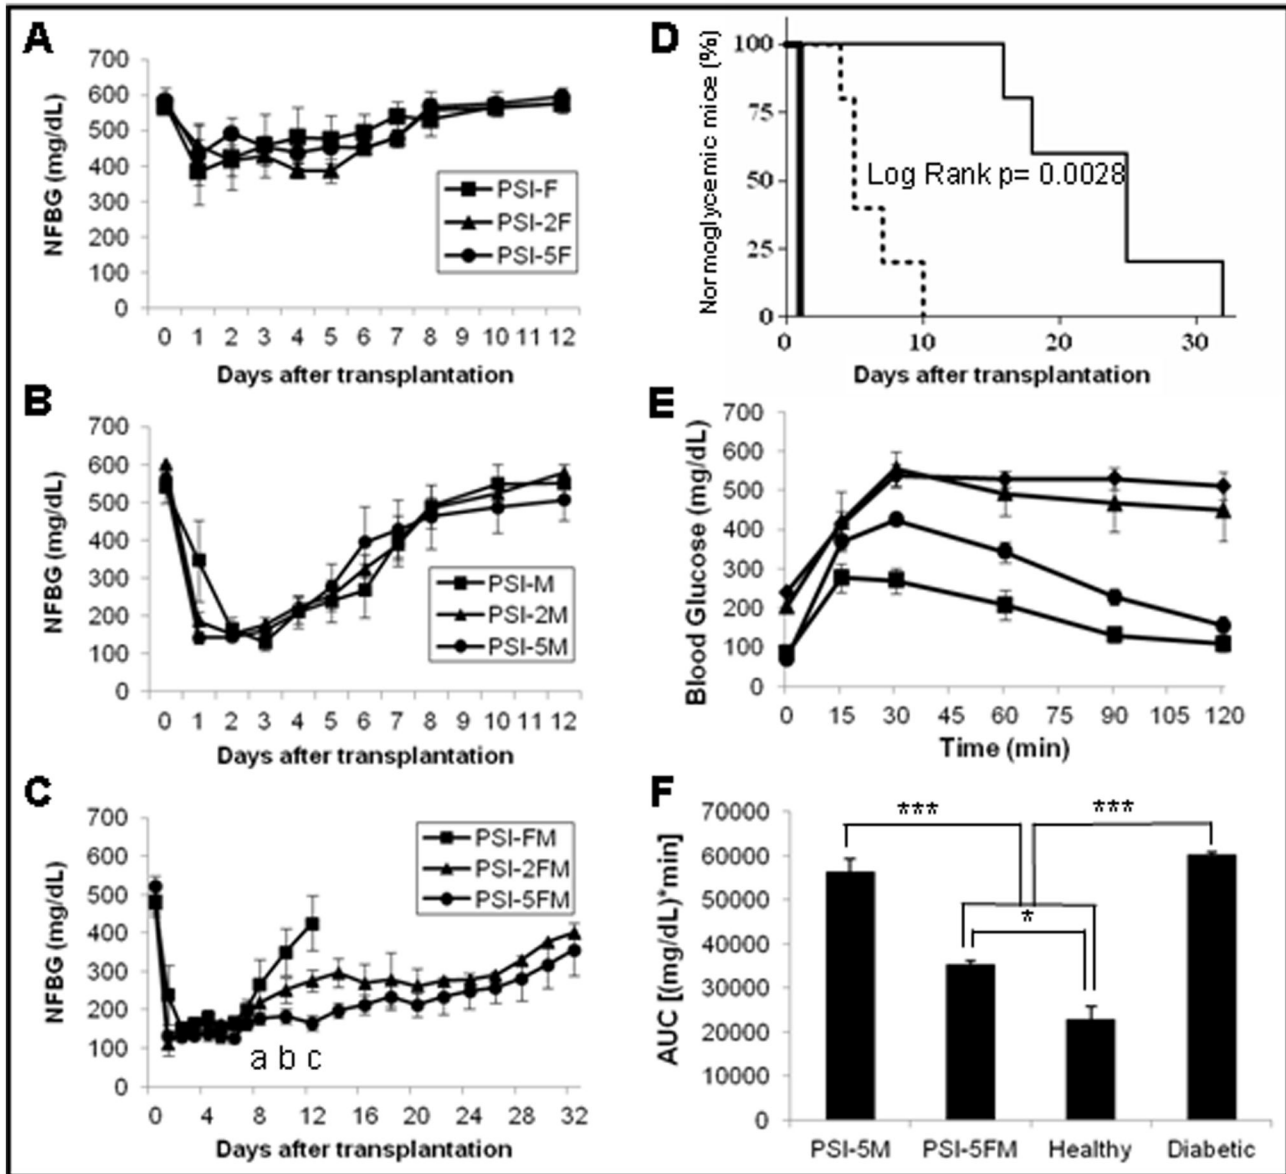 A
NFBG (mg/dL)
700
600
500
400
300
200
100
0
PSI-F
PSI-2F
PSI-5F
0 1 2 3 4 5 6 7 8 9 10 11 12
Days after transplantation
B
NFBG (mg/dL)
700
600
500
400
300
200
100
0
PSI-M
PSI-2M
PSI-5M
0 1 2 3 4 5 6 7 8 9 10 11 12
Days after transplantation
C
NFBG (mg/dL)
700
600
500
400
300
200
100
0
PSI-FM
PSI-2FM
PSI-5FM
a b c
0 4 8 12 16 20 24 28 32
Days after transplantation
D
Normoglycemic mice (%)
100
75
50
25
0
Log Rank p= 0.0028
0 10 20 30
Days after transplantation
E
Blood Glucose (mg/dL)
700
600
500
400
300
200
100
0
0 15 30 45 60 75 90 105 120
Time (min)
F
AUC [(mg/dL)*min]
70000
60000
50000
40000
30000
20000
10000
0
*** ***
*
PSI-5M PSI-5FM Healthy Diabetic